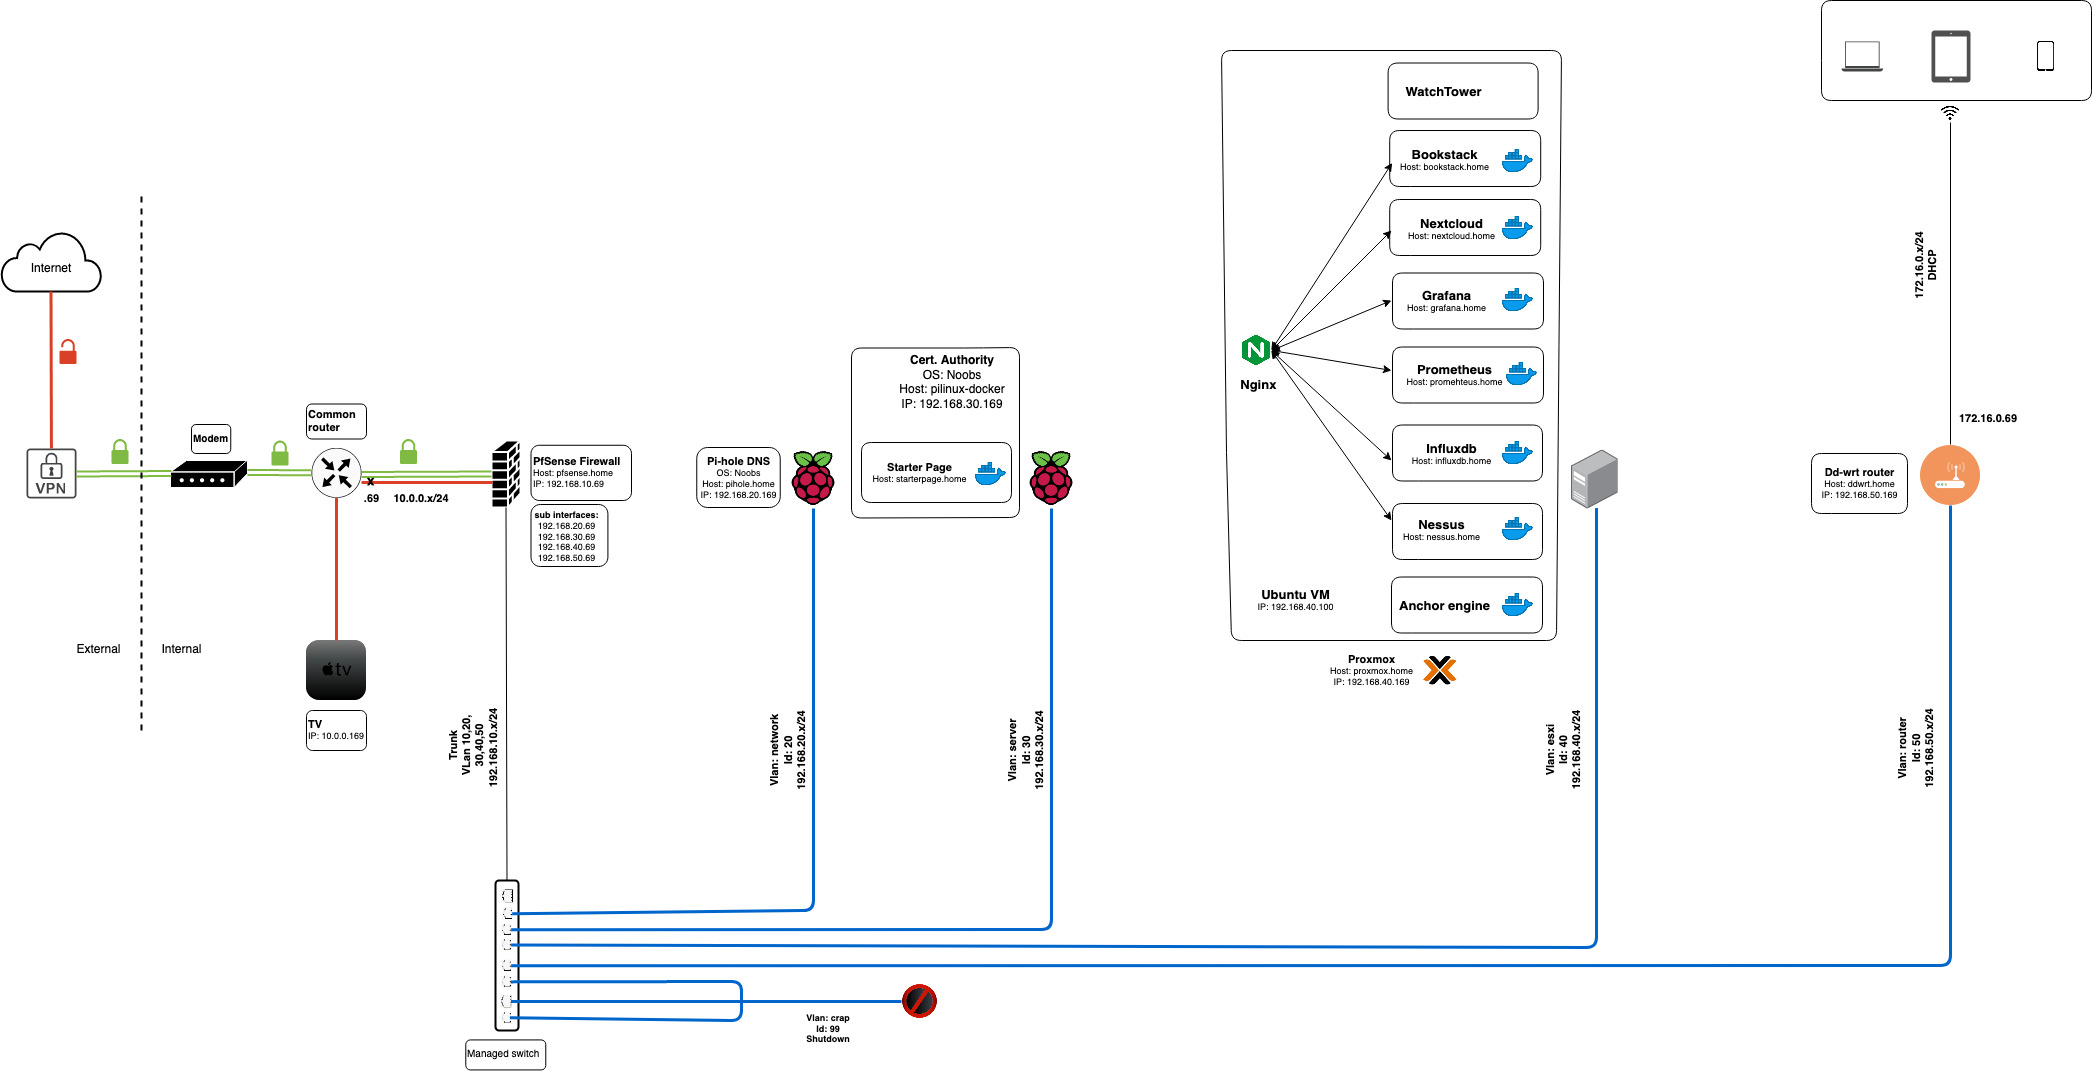 Internet
VPN
External
Internal
Modem
Common
router
.69
x
10.0.0.x/24
tv
TV
IP: 10.0.0.169
PfSense Firewall
Host: pfsense.home
IP: 192.168.10.69
sub interfaces:
192.168.20.69
192.168.30.69
192.168.40.69
192.168.50.69
Trunk
VLan 10,20,
30,40,50
192.168.10.x/24
Managed switch
Pi-hole DNS
OS: Noobs
Host: pihole.home
IP: 192.168.20.169
Vlan: network
Id: 20
192.168.20.x/24
Cert. Authority
OS: Noobs
Host: pilinux-docker
IP: 192.168.30.169
Starter Page
Host: starterpage.home
Vlan: server
Id: 30
192.168.30.x/24
Vlan: crap
Id: 99
Shutdown
WatchTower
Bookstack
Host: bookstack.home
Nextcloud
Host: nextcloud.home
Grafana
Host: grafana.home
Prometheus
Host: promehteus.home
Influxdb
Host: influxdb.home
Nessus
Host: nessus.home
Anchor engine
N
Nginx
Ubuntu VM
IP: 192.168.40.100
Proxmox
Host: proxmox.home
IP: 192.168.40.169
Vlan: esxi
Id: 40
192.168.40.x/24
172.16.0.x/24
DHCP
172.16.0.69
Dd-wrt router
Host: ddwrt.home
IP: 192.168.50.169
Vlan: router
Id: 50
192.168.50.x/24